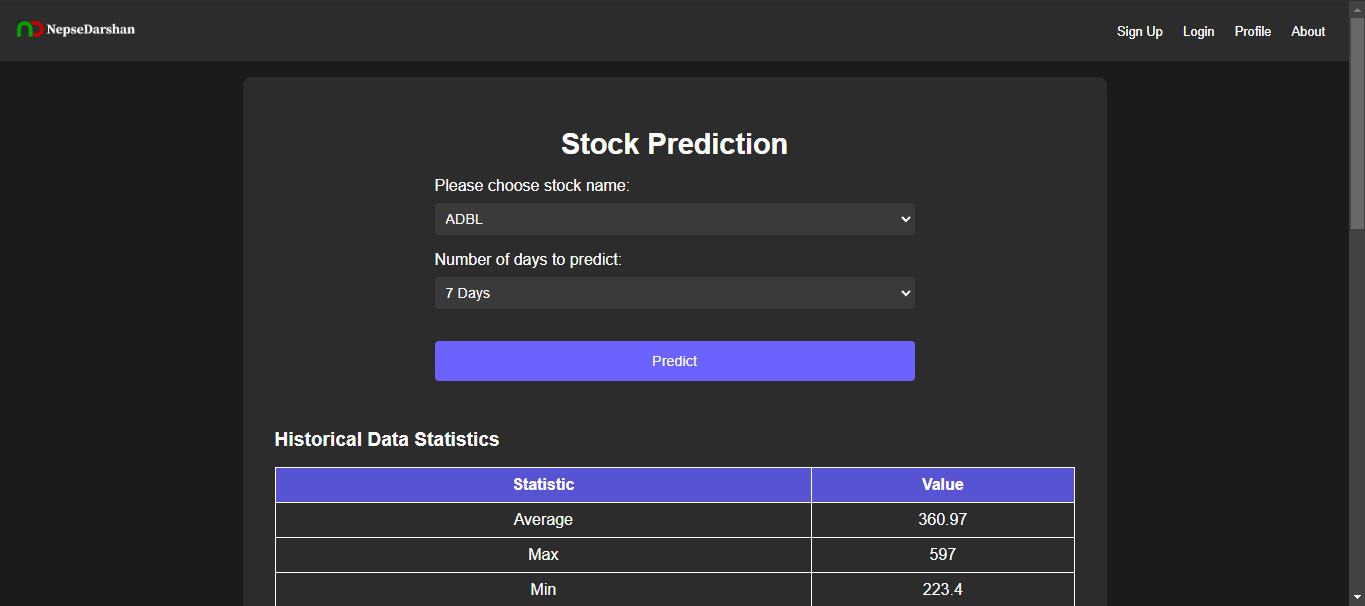 NepseDarshan
Sign Up Login Profile About
Stock Prediction
Please choose stock name:
ADBL
Number of days to predict:
7 Days
Predict
Historical Data Statistics
Statistic Value
Average 360.97
Max 597
Min 223.4